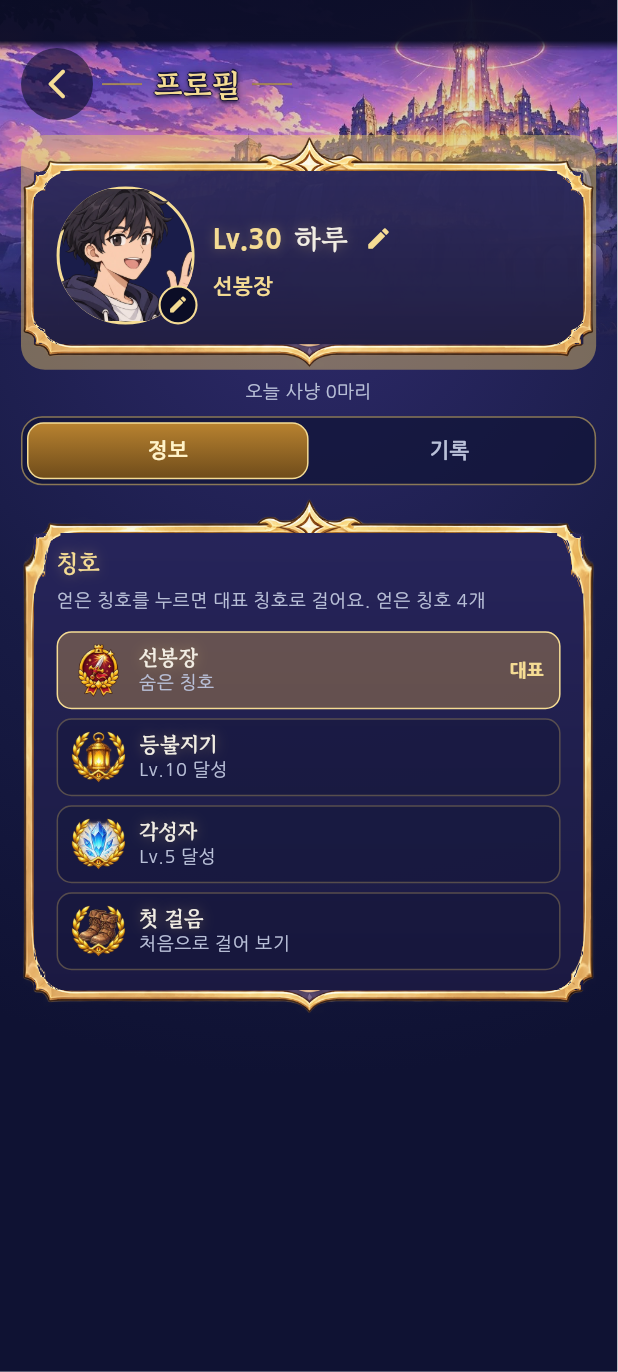 프로필
Lv.30 하루
선봉장
오늘 사냥 0마리
정보 기록
칭호
얻은 칭호를 누르면 대표 칭호로 걸어요. 얻은 칭호 4개
선봉장
숨은 칭호
대표
등불지기
Lv.10 달성
각성자
Lv.5 달성
첫 걸음
처음으로 걸어 보기